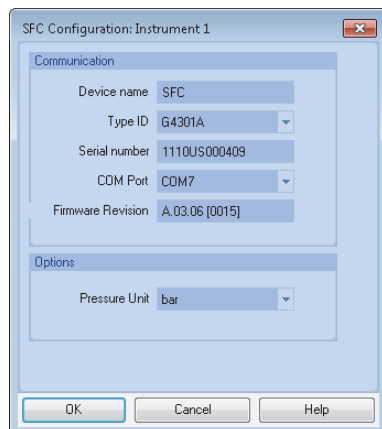 SFC Configuration: Instrument 1
Communication
Device name SFC
Type ID G4301A
Serial number 1110US000409
COM Port COM7
Firmware Revision A.03.06 [0015]
Options
Pressure Unit bar
OK Cancel Help